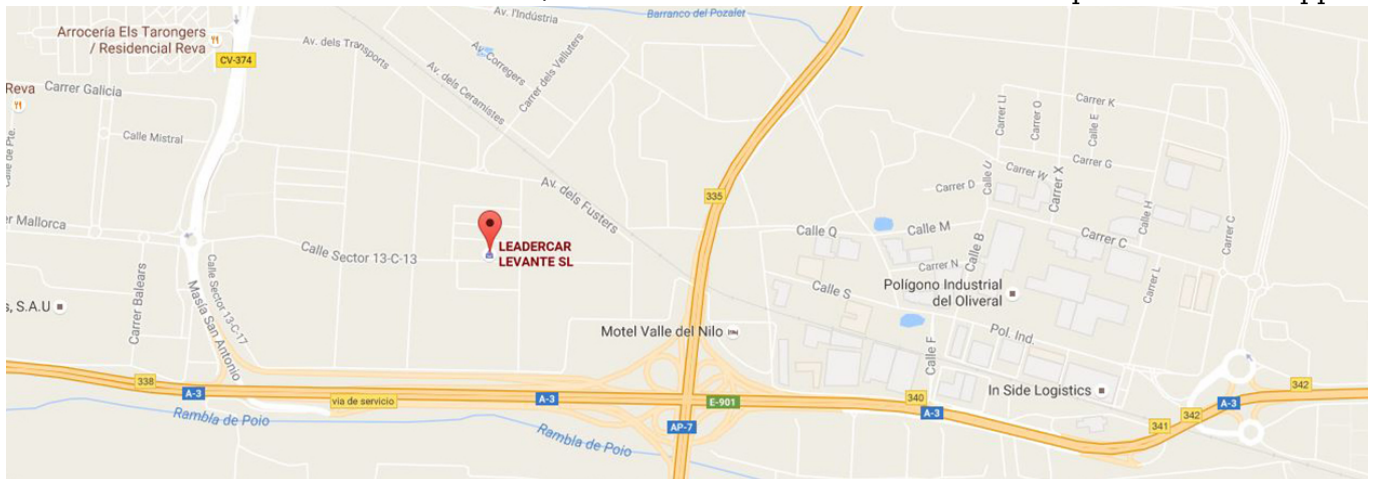 Av. l'Indústria
Barranco del Pozalet
Arrocería Els Tarongers
/ Residencial Reva
Av. dels Transports
CV-374
Av. Corregers
Carrer dels Velluters
Av. dels Ceramistes
Reva
Carrer Galicia
Calle Mistral
Calle de Pte.
Carrer LI
Carrer O
Carrer K
Calle E
Carrer G
Carrer W
Carrer D
Calle U
Carrer X
Av. dels Fusters
335
Calle H
Carrer C
Mallorca
Calle Q
Calle M
Calle B
Carrer C
LEADERCAR
LEVANTE SL
Calle Sector 13-C-13
Carrer N
Carrer L
Polígono Industrial
del Oliveral
Calle S
Calle Sector 13-C-17
Carrer Balears
Masía San Antonio
s, S.A.U
Motel Valle del Nilo
Pol. Ind.
Calle F
338
A-3
via de servicio
A-3
E-901
340
A-3
In Side Logistics
342
A-3
342
341
Rambla de Poio
AP-7
Rambla de Poio